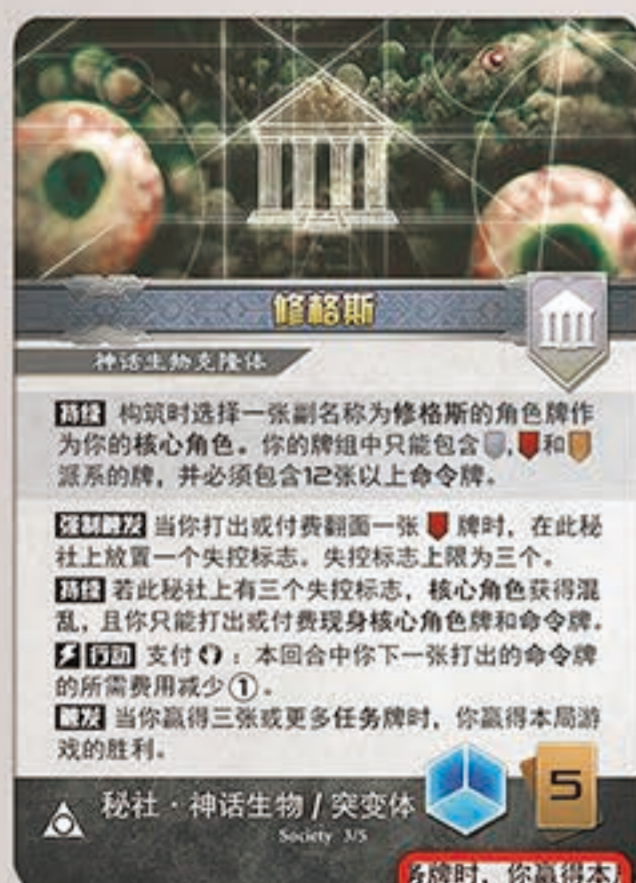 修格斯
神话生物克隆体
持续 构筑时选择一张副名称为修格斯的角色牌作
为你的核心角色。你的牌组中只能包含 , 和
派系的牌,并必须包含12张以上命令牌。
强制触发 当你打出或付费翻面一张 牌时,在此秘
社上放置一个失控标志。失控标志上限为三个。
持续 若此秘社上有三个失控标志,核心角色获得混
乱,且你只能打出或付费现身核心角色牌和命令牌。
行动 支付 :本回合中你下一张打出的命令牌
的所需费用减少①。
触发 当你赢得三张或更多任务牌时,你赢得本局游
戏的胜利。
秘社·神话生物/突变体
5
Society 3/5
务牌时,你赢得本